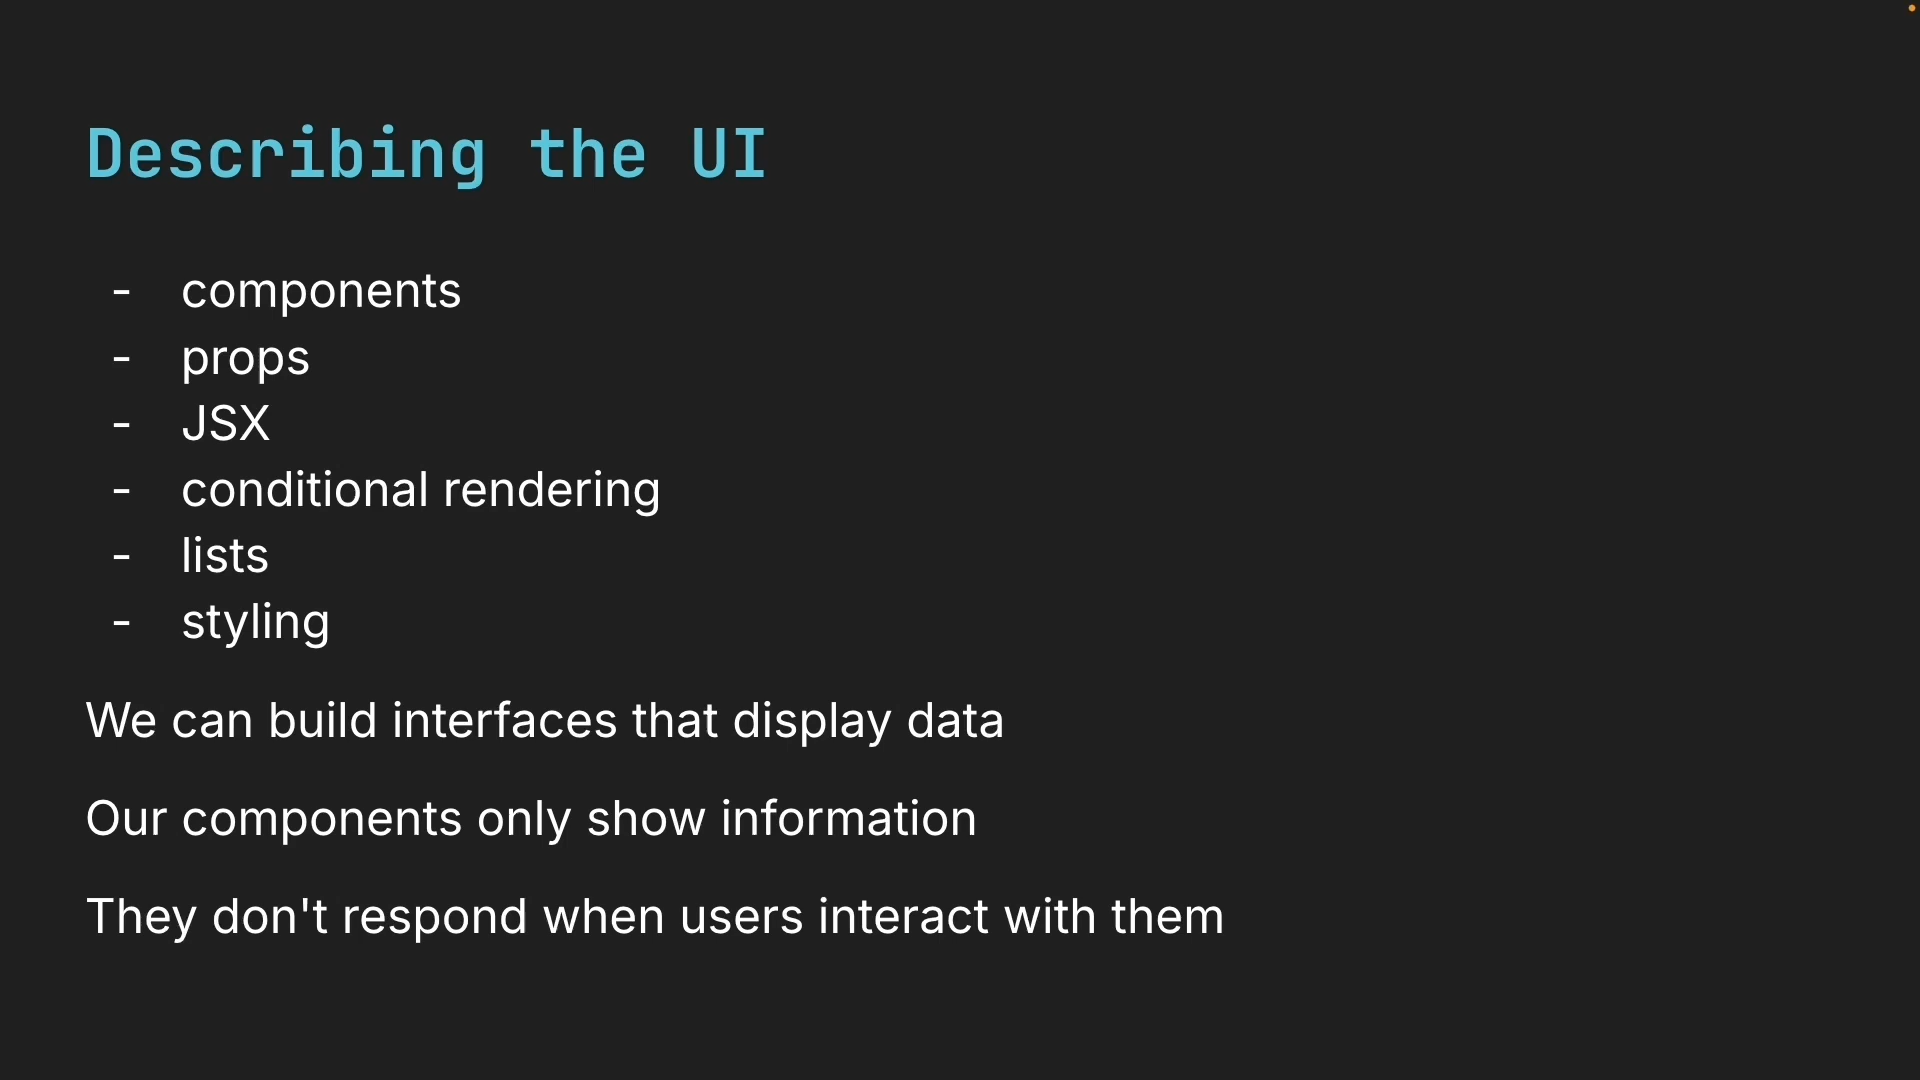 Describing the UI
- components
- props
- JSX
- conditional rendering
- lists
- styling
We can build interfaces that display data
Our components only show information
They don't respond when users interact with them